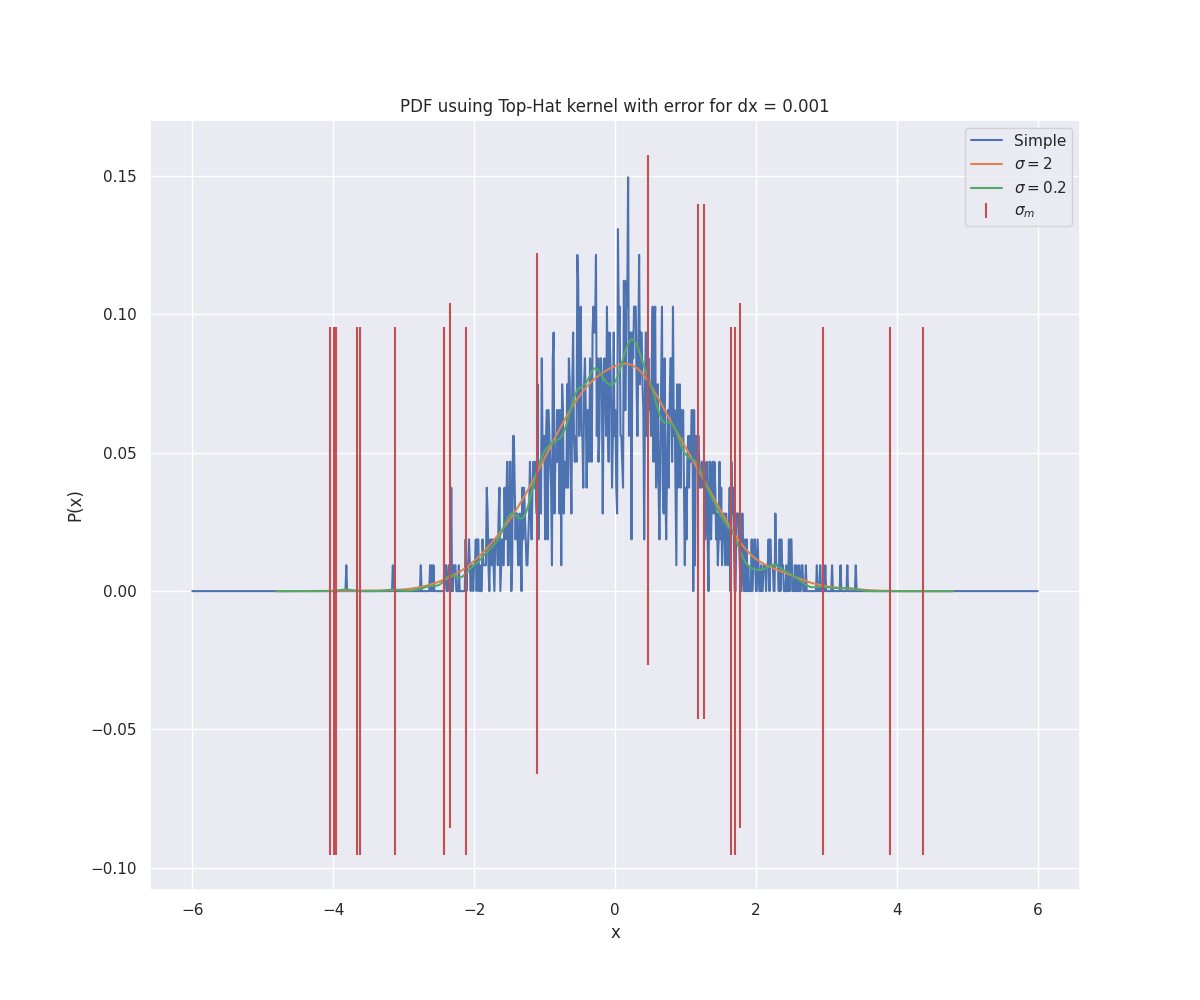 PDF usuing Top-Hat kernel with error for dx = 0.001
Simple
σ = 2
σ = 0.2
σm
P(x)
0.15
0.10
0.05
0.00
−0.05
−0.10
−6
−4
−2
0
2
4
6
x